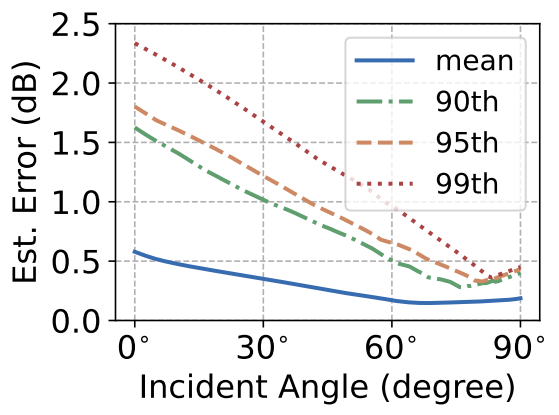 2.5
2.0
1.5
1.0
0.5
0.0
Est. Error (dB)
mean
90th
95th
99th
0° 30° 60° 90°
Incident Angle (degree)